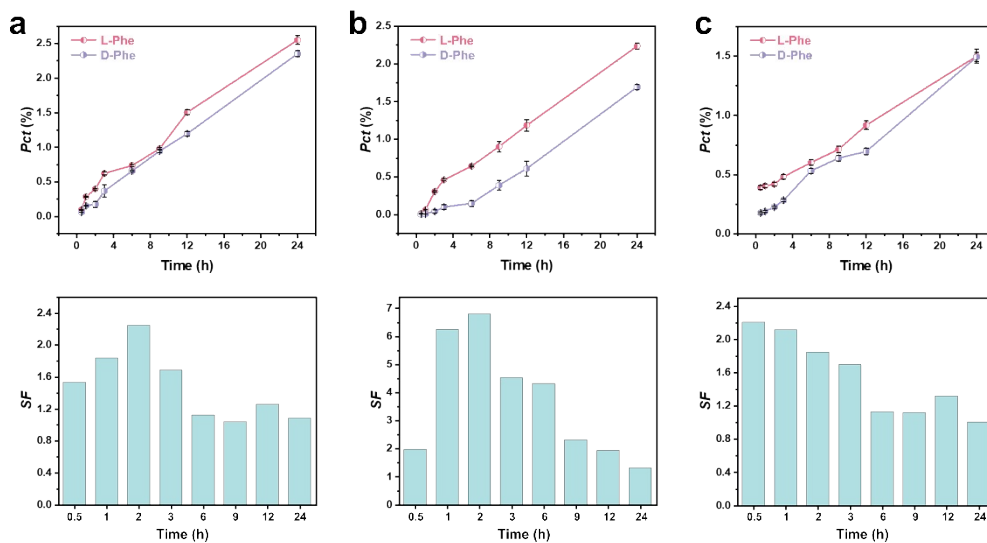 a
L-Phe
D-Phe
Pct (%)
2.5
2.0
1.5
1.0
0.5
0.0
0 4 8 12 16 20 24
Time (h)
b
L-Phe
D-Phe
Pct (%)
2.5
2.0
1.5
1.0
0.5
0.0
0 4 8 12 16 20 24
Time (h)
c
L-Phe
D-Phe
Pct (%)
1.5
1.0
0.5
0.0
0 4 8 12 16 20 24
Time (h)
SF
2.4
2.0
1.6
1.2
0.8
0.4
0.0
0.5 1 2 3 6 9 12 24
Time (h)
SF
7
6
5
4
3
2
1
0
0.5 1 2 3 6 9 12 24
Time (h)
SF
2.4
2.0
1.6
1.2
0.8
0.4
0.0
0.5 1 2 3 6 9 12 24
Time (h)